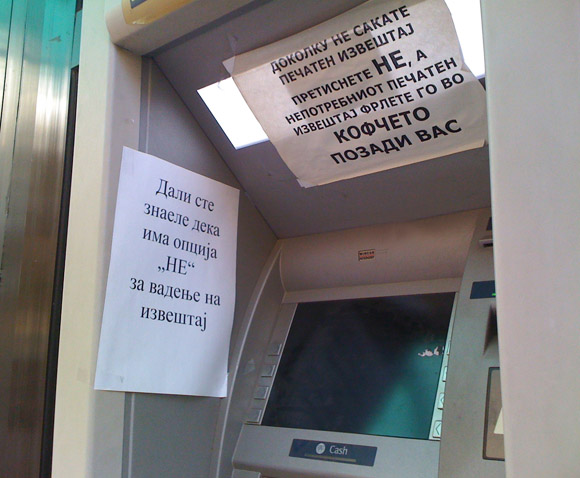 ДОКОЛКУ НЕ САКАТЕ
ПЕЧАТЕН ИЗВЕШТАЈ
ПРЕТИСНЕТЕ НЕ, А
НЕПОТРЕБНИОТ ПЕЧАТЕН
ИЗВЕШТАЈ ФРЛЕТЕ ГО ВО
КОФЧЕТО
ПОЗАДИ ВАС
Дали сте
знаеле дека
има опција
„НЕ“
за вадење на
извештај
Cash